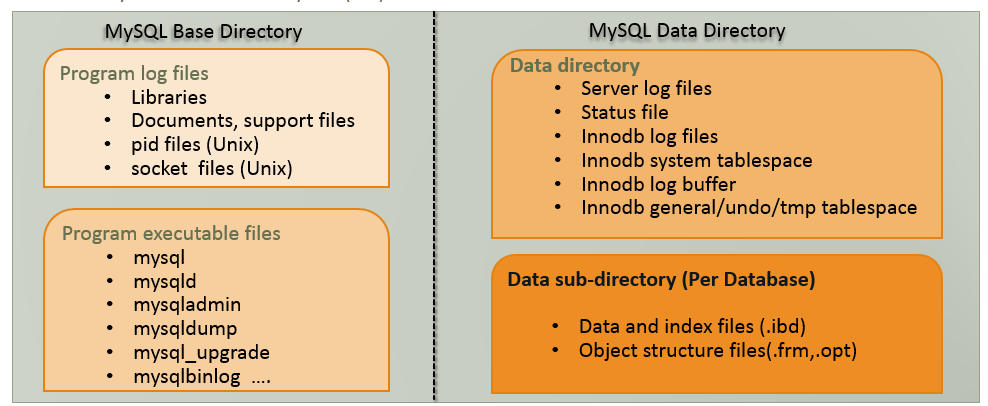 MySQL Base Directory
Program log files
• Libraries
• Documents, support files
• pid files (Unix)
• socket files (Unix)
Program executable files
• mysql
• mysqld
• mysqladmin
• mysqldump
• mysql_upgrade
• mysqlbinlog ....
MySQL Data Directory
Data directory
• Server log files
• Status file
• Innodb log files
• Innodb system tablespace
• Innodb log buffer
• Innodb general/undo/tmp tablespace
Data sub-directory (Per Database)
• Data and index files (.ibd)
• Object structure files(.frm,.opt)